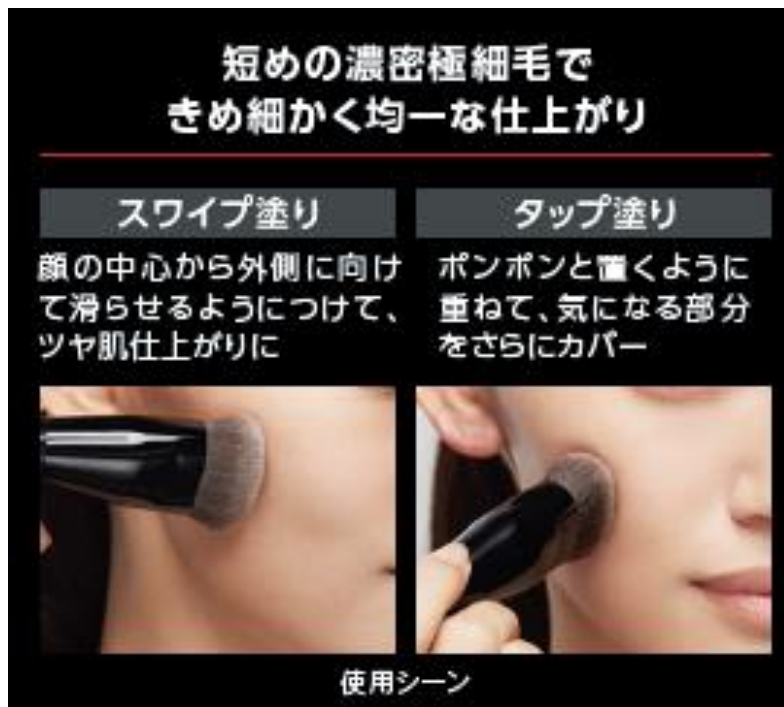 短めの濃密極細毛で
きめ細かく均一な仕上がり
スワイプ塗り
顔の中心から外側に向け
て滑らせるようにつけて、
ツヤ肌仕上がりに
タップ塗り
ポンポンと置くように
重ねて、気になる部分
をさらにカバー
使用シーン